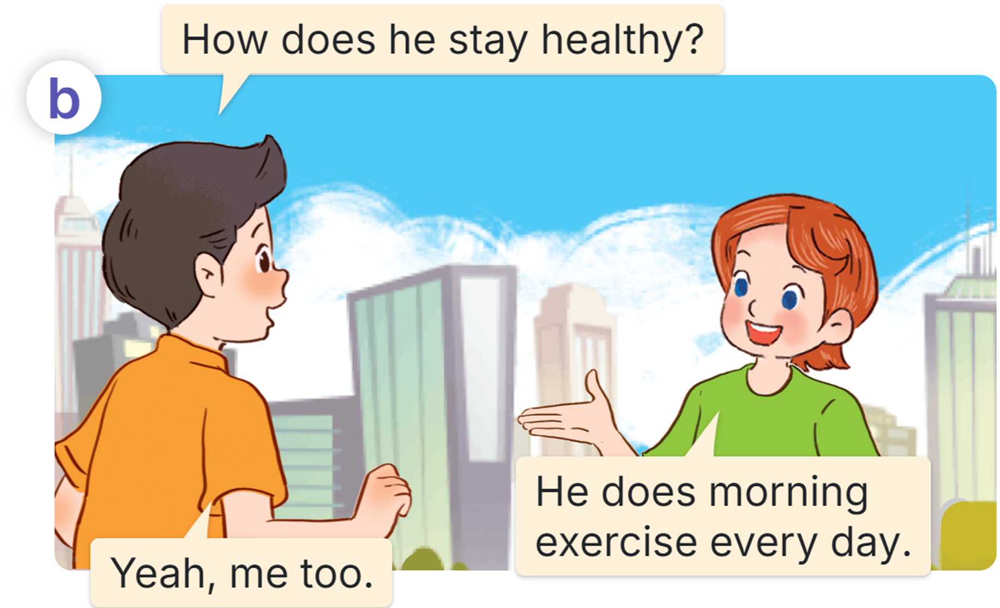 How does he stay healthy?
b
He does morning
exercise every day.
Yeah, me too.